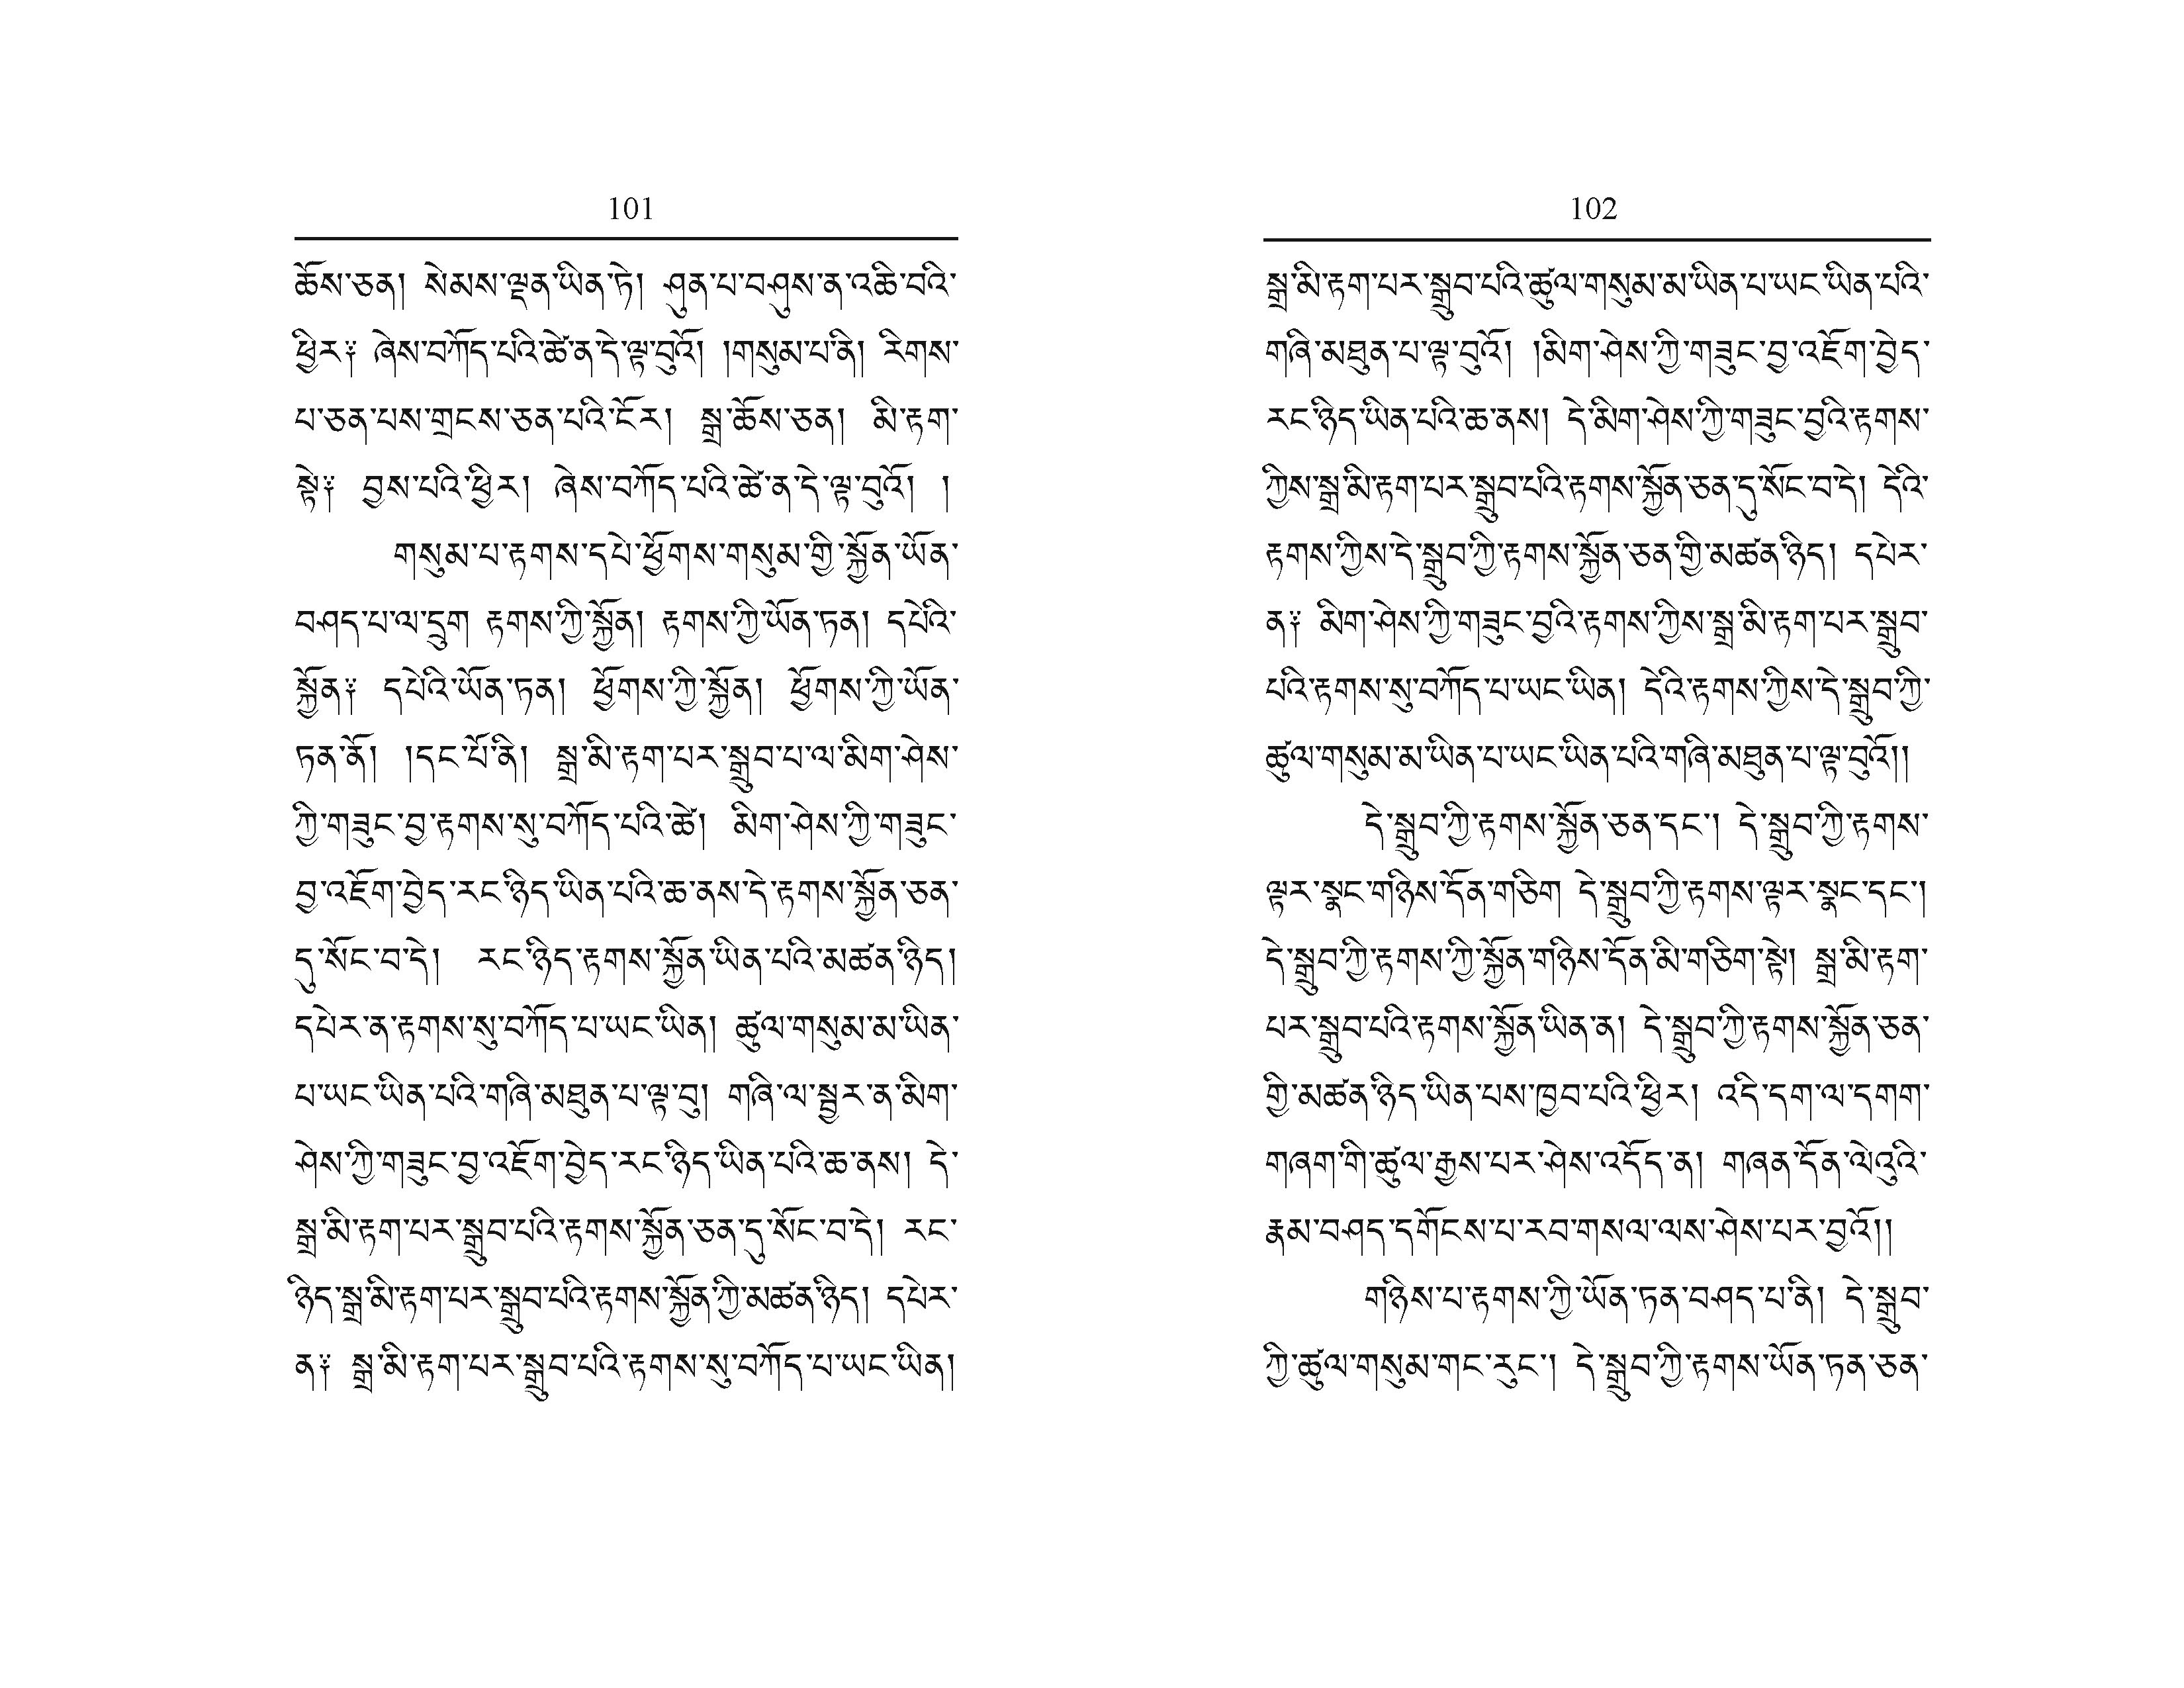 101
ཆོས་ཅན། སེམས་ལྡན་ཡིན་ཏེ། ཤུན་པ་བཤུས་ན་འཆི་བའི་
ཕྱིར༑ ཞེས་བཀོད་པའི་ཚེ་ན་དེ་ལྟ་བུའོ། །གསུམ་པ་ནི། རིགས་
པ་ཅན་པས་གྲངས་ཅན་པའི་ངོར། སྒྲ་ཆོས་ཅན། མི་རྟག་
སྟེ༑ བྱས་པའི་ཕྱིར། ཞེས་བཀོད་པའི་ཚེ་ན་དེ་ལྟ་བུའོ། །
གསུམ་པ་རྟགས་དཔེ་ཕྱོགས་གསུམ་གྱི་སྐྱོན་ཡོན་
བཤད་པ་ལ་དྲུག རྟགས་ཀྱི་སྐྱོན། རྟགས་ཀྱི་ཡོན་ཏན། དཔེའི་
སྐྱོན༑ དཔེའི་ཡོན་ཏན། ཕྱོགས་ཀྱི་སྐྱོན། ཕྱོགས་ཀྱི་ཡོན་
ཏན་ནོ། །དང་པོ་ནི། སྒྲ་མི་རྟག་པར་སྒྲུབ་པ་ལ་མིག་ཤེས་
ཀྱི་གཟུང་བྱ་རྟགས་སུ་བཀོད་པའི་ཚེ། མིག་ཤེས་ཀྱི་གཟུང་
བྱ་འཇོག་བྱེད་རང་ཉིད་ཡིན་པའི་ཆ་ནས་དེ་རྟགས་སྐྱོན་ཅན་
དུ་སོང་བ་དེ། རང་ཉིད་རྟགས་སྐྱོན་ཡིན་པའི་མཚན་ཉིད།
དཔེར་ན་རྟགས་སུ་བཀོད་པ་ཡང་ཡིན། ཚུལ་གསུམ་མ་ཡིན་
པ་ཡང་ཡིན་པའི་གཞི་མཐུན་པ་ལྟ་བུ། གཞི་ལ་སྦྱར་ན་མིག་
ཤེས་ཀྱི་གཟུང་བྱ་འཇོག་བྱེད་རང་ཉིད་ཡིན་པའི་ཆ་ནས། དེ་
སྒྲ་མི་རྟག་པར་སྒྲུབ་པའི་རྟགས་སྐྱོན་ཅན་དུ་སོང་བ་དེ། རང་
ཉིད་སྒྲ་མི་རྟག་པར་སྒྲུབ་པའི་རྟགས་སྐྱོན་ཀྱི་མཚན་ཉིད། དཔེར་
ན༑ སྒྲ་མི་རྟག་པར་སྒྲུབ་པའི་རྟགས་སུ་བཀོད་པ་ཡང་ཡིན།
102
སྒྲ་མི་རྟག་པར་སྒྲུབ་པའི་ཚུལ་གསུམ་མ་ཡིན་པ་ཡང་ཡིན་པའི་
གཞི་མཐུན་པ་ལྟ་བུའོ། །མིག་ཤེས་ཀྱི་གཟུང་བྱ་འཇོག་བྱེད་
རང་ཉིད་ཡིན་པའི་ཆ་ནས། དེ་མིག་ཤེས་ཀྱི་གཟུང་བྱའི་རྟགས་
ཀྱིས་སྒྲ་མི་རྟག་པར་སྒྲུབ་པའི་རྟགས་སྐྱོན་ཅན་དུ་སོང་བ་དེ། དེའི་
རྟགས་ཀྱིས་དེ་སྒྲུབ་ཀྱི་རྟགས་སྐྱོན་ཅན་གྱི་མཚན་ཉིད། དཔེར་
ན༑ མིག་ཤེས་ཀྱི་གཟུང་བྱའི་རྟགས་ཀྱིས་སྒྲ་མི་རྟག་པར་སྒྲུབ་
པའི་རྟགས་སུ་བཀོད་པ་ཡང་ཡིན། དེའི་རྟགས་ཀྱིས་དེ་སྒྲུབ་ཀྱི་
ཚུལ་གསུམ་མ་ཡིན་པ་ཡང་ཡིན་པའི་གཞི་མཐུན་པ་ལྟ་བུའོ།།
དེ་སྒྲུབ་ཀྱི་རྟགས་སྐྱོན་ཅན་དང་། དེ་སྒྲུབ་ཀྱི་རྟགས་
ལྟར་སྣང་གཉིས་དོན་གཅིག དེ་སྒྲུབ་ཀྱི་རྟགས་ལྟར་སྣང་དང་།
དེ་སྒྲུབ་ཀྱི་རྟགས་ཀྱི་སྐྱོན་གཉིས་དོན་མི་གཅིག་སྟེ། སྒྲ་མི་རྟག་
པར་སྒྲུབ་པའི་རྟགས་སྐྱོན་ཡིན་ན། དེ་སྒྲུབ་ཀྱི་རྟགས་སྐྱོན་ཅན་
གྱི་མཚན་ཉིད་ཡིན་པས་ཁྱབ་པའི་ཕྱིར། འདི་དག་ལ་དགག་
གཞག་གི་ཚུལ་རྒྱས་པར་ཤེས་འདོད་ན། གཞན་དོན་ལེའུའི་
རྣམ་བཤད་དགོངས་པ་རབ་གསལ་ལས་ཤེས་པར་བྱའོ།།
གཉིས་པ་རྟགས་ཀྱི་ཡོན་ཏན་བཤད་པ་ནི། དེ་སྒྲུབ་
ཀྱི་ཚུལ་གསུམ་གང་རུང་། དེ་སྒྲུབ་ཀྱི་རྟགས་ཡོན་ཏན་ཅན་